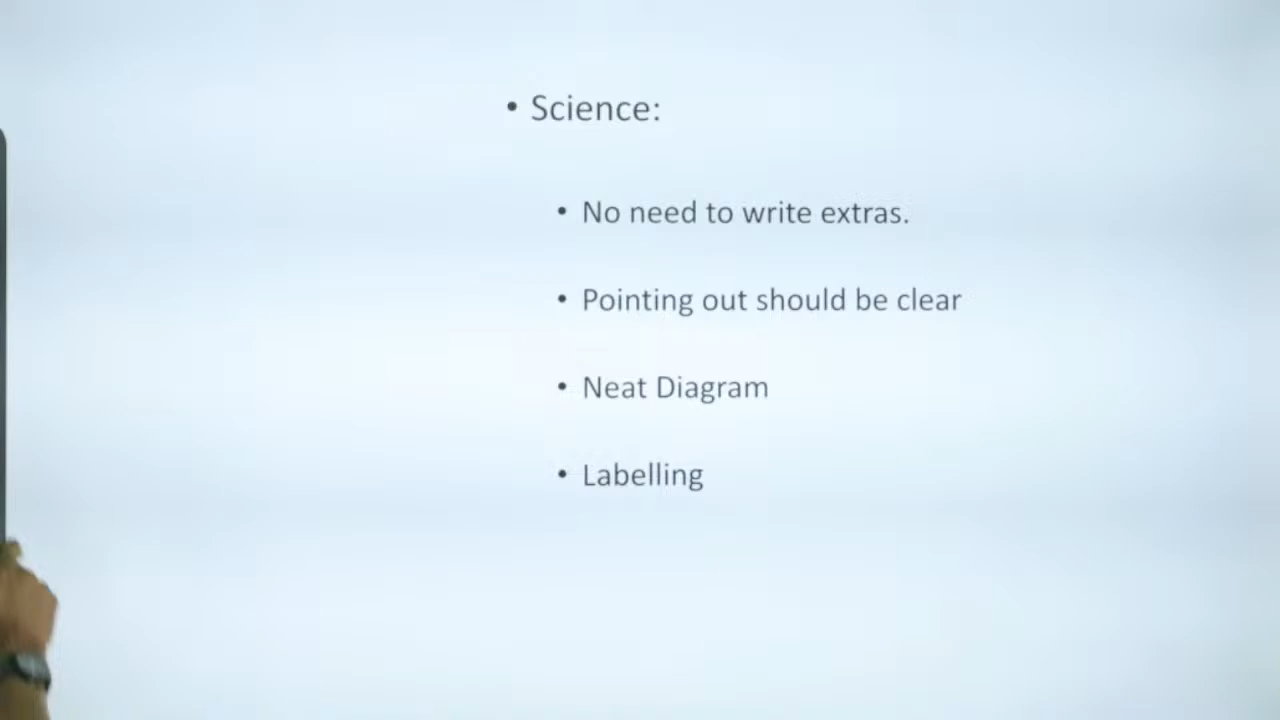 • Science:
• No need to write extras.
• Pointing out should be clear
• Neat Diagram
• Labelling